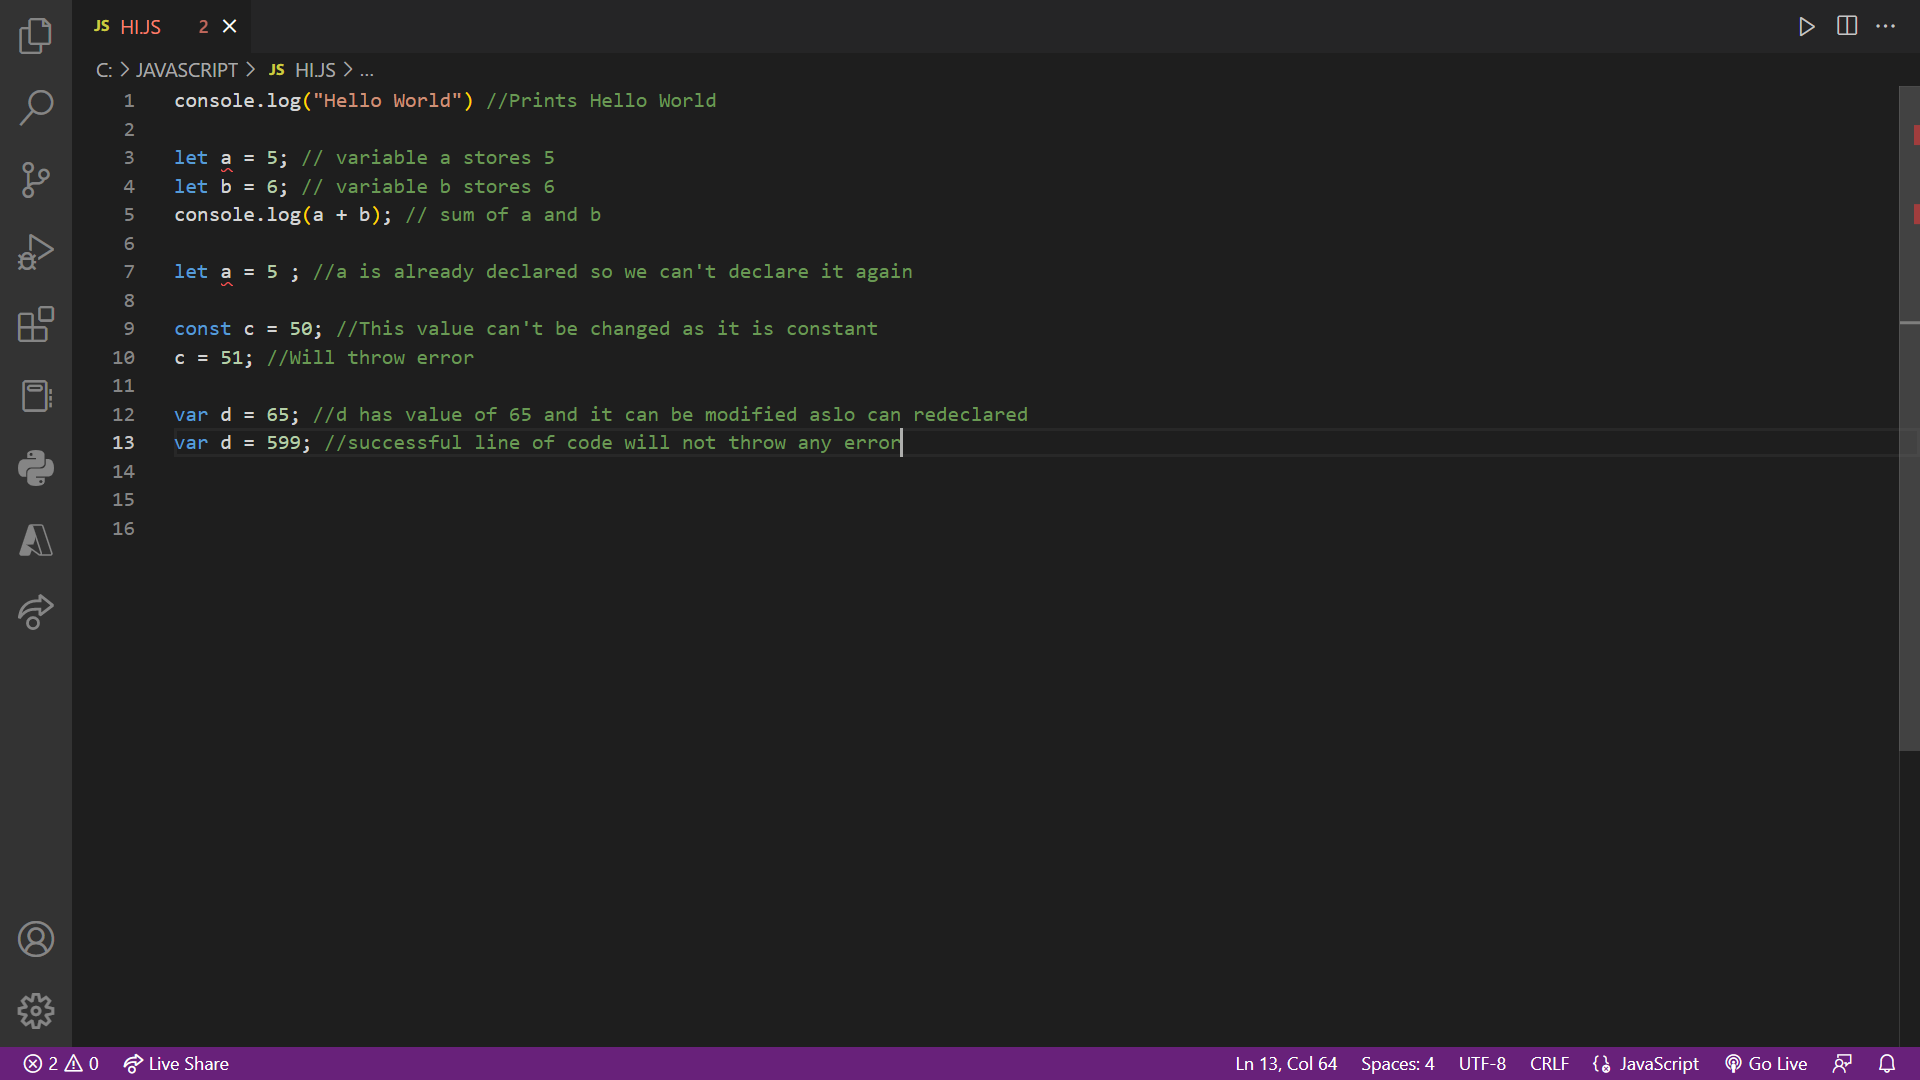 JS HI.JS 2
C: > JAVASCRIPT > JS HI.JS > ...
1 console.log("Hello World") //Prints Hello World
2
3 let a = 5; // variable a stores 5
4 let b = 6; // variable b stores 6
5 console.log(a + b); // sum of a and b
6
7 let a = 5 ; //a is already declared so we can't declare it again
8
9 const c = 50; //This value can't be changed as it is constant
10 c = 51; //Will throw error
11
12 var d = 65; //d has value of 65 and it can be modified aslo can redeclared
13 var d = 599; //successful line of code will not throw any error
14
15
16
2 0 Live Share Ln 13, Col 64 Spaces: 4 UTF-8 CRLF JavaScript Go Live